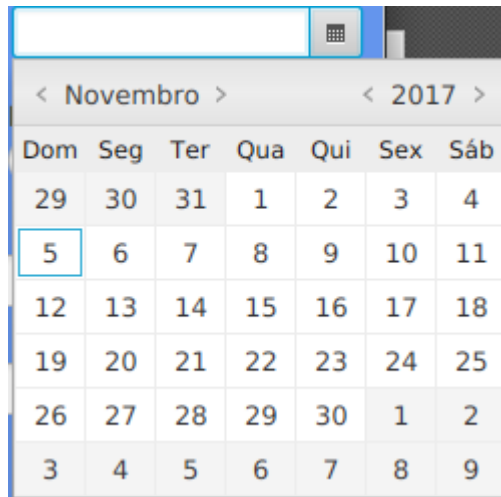 < Novembro > < 2017 >
Dom Seg Ter Qua Qui Sex Sáb
29 30 31 1 2 3 4
5 6 7 8 9 10 11
12 13 14 15 16 17 18
19 20 21 22 23 24 25
26 27 28 29 30 1 2
3 4 5 6 7 8 9